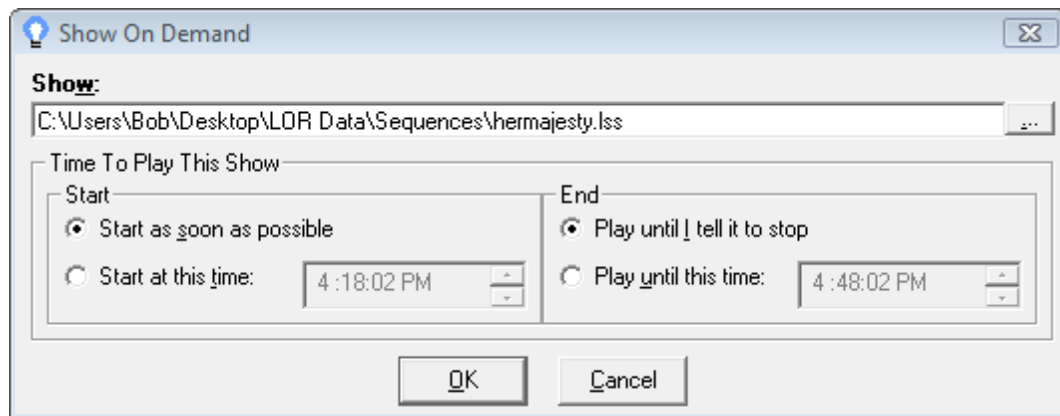 Show On Demand
Show:
C:\Users\Bob\Desktop\LOR Data\Sequences\hermajesty.lss
...
Time To Play This Show
Start
Start as soon as possible
Start at this time:
4 :18:02 PM
End
Play until I tell it to stop
Play until this time:
4 :48:02 PM
OK
Cancel